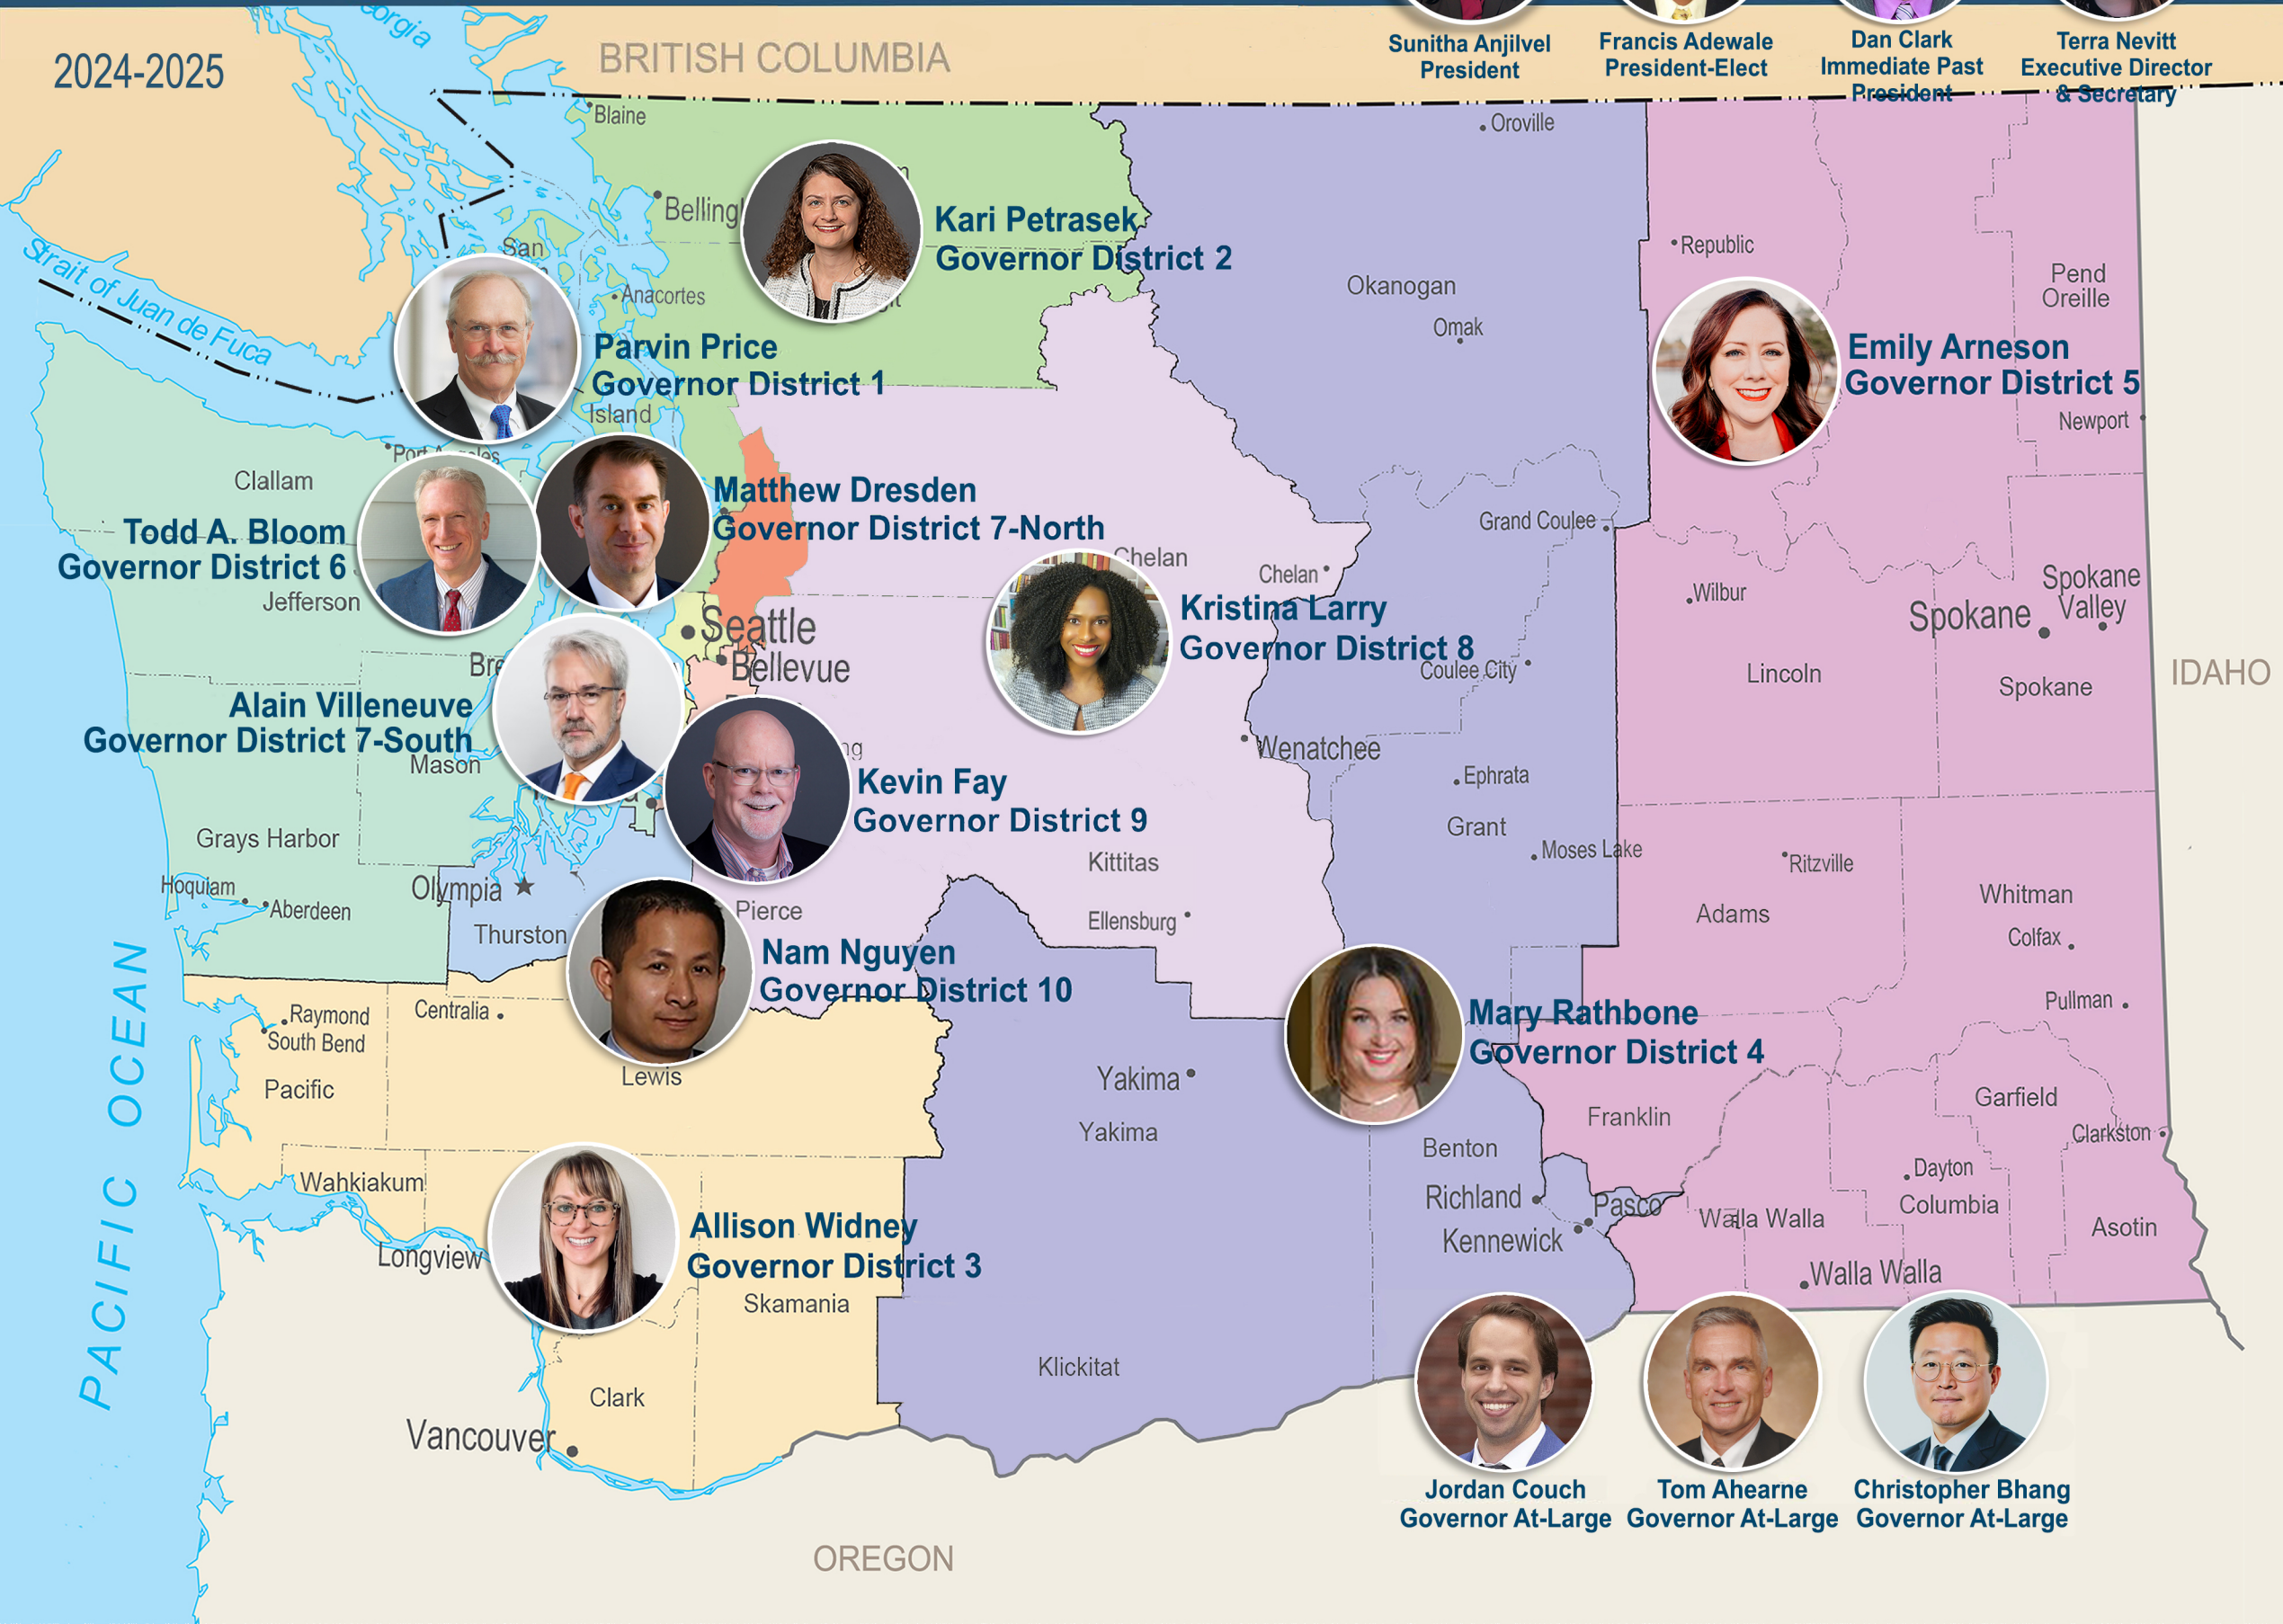 2024-2025
BRITISH COLUMBIA
Sunitha Anjilvel
President
Francis Adewale
President-Elect
Dan Clark
Immediate Past
President
Terra Nevitt
Executive Director
& Secretary
Blaine
Oroville
Kari Petrasek
Governor District 2
San
Anacortes
Republic
Okanogan
Omak
Pend
Oreille
Strait of Juan de Fuca
Parvin Price
Governor District 1
Island
Emily Arneson
Governor District 5
Newport
Clallam
Matthew Dresden
Governor District 7-North
Todd A. Bloom
Governor District 6
Jefferson
Grand Coulee
Chelan
Chelan
Kristina Larry
Governor District 8
Coulee City
Wilbur
Spokane
Spokane
Valley
Lincoln
Spokane
IDAHO
Seattle
Bellevue
Alain Villeneuve
Governor District 7-South
Mason
Wenatchee
Ephrata
Grant
Moses Lake
Kevin Fay
Governor District 9
Grays Harbor
Hoquiam
Aberdeen
Olympia
Thurston
Pierce
Kittitas
Ellensburg
Ritzville
Adams
Whitman
Colfax
Pullman
Nam Nguyen
Governor District 10
Mary Rathbone
Governor District 4
Raymond
South Bend
Centralia
Pacific
Lewis
Yakima
Yakima
Franklin
Garfield
Clarkston
Benton
Richland
Pasco
Kennewick
Walla Walla
Dayton
Columbia
Asotin
Walla Walla
PACIFIC OCEAN
Wahkiakum
Longview
Allison Widney
Governor District 3
Skamania
Klickitat
Clark
Vancouver
Jordan Couch
Governor At-Large
Tom Ahearne
Governor At-Large
Christopher Bhang
Governor At-Large
OREGON